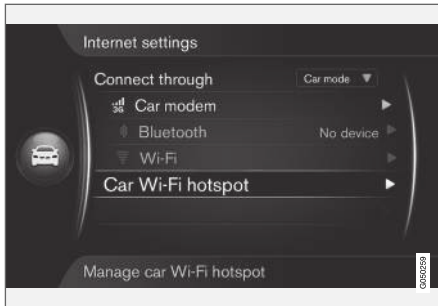 Internet settings
Connect through Car mode
3G Car modem
Bluetooth No device
Wi-Fi
Car Wi-Fi hotspot
Manage car Wi-Fi hotspot
G050259